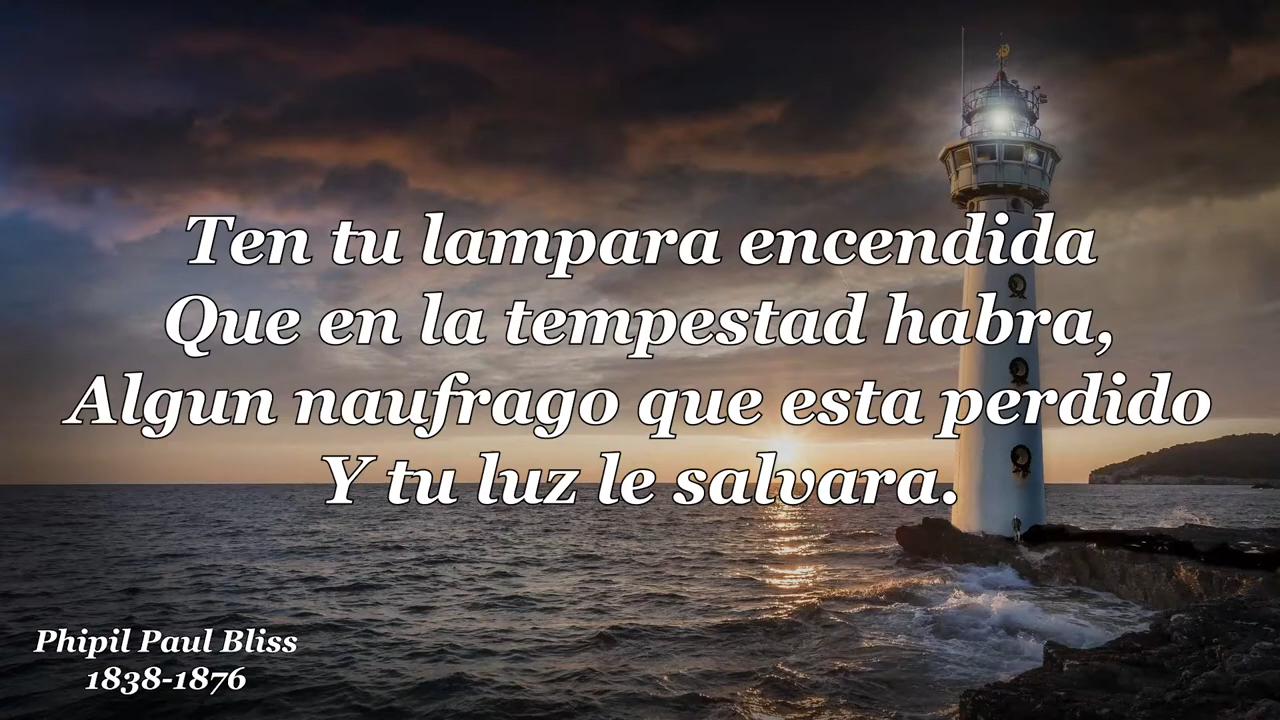 Ten tu lampara encendida
Que en la tempestad habra,
Algun naufrago que esta perdido
Y tu luz le salvara.
Phipil Paul Bliss
1838-1876